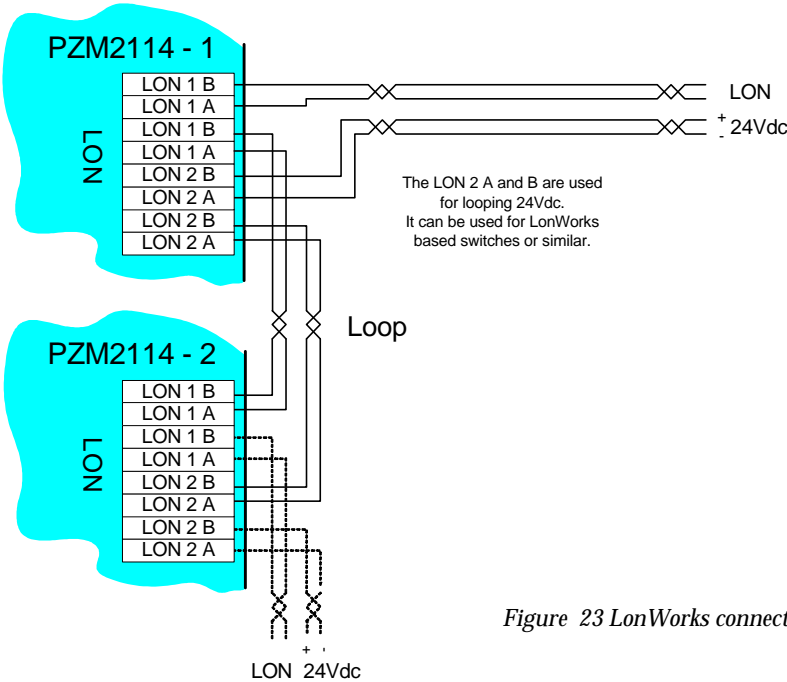 PZM2114 - 1
LON 1 B
LON 1 A
LON 1 B
LON 1 A
LON 2 B
LON 2 A
LON 2 B
LON 2 A
LON
LON
+
- 24Vdc
The LON 2 A and B are used
for looping 24Vdc.
It can be used for LonWorks
based switches or similar.
Loop
PZM2114 - 2
LON 1 B
LON 1 A
LON 1 B
LON 1 A
LON 2 B
LON 2 A
LON 2 B
LON 2 A
LON
+ -
LON 24Vdc
Figure 23 LonWorks connect